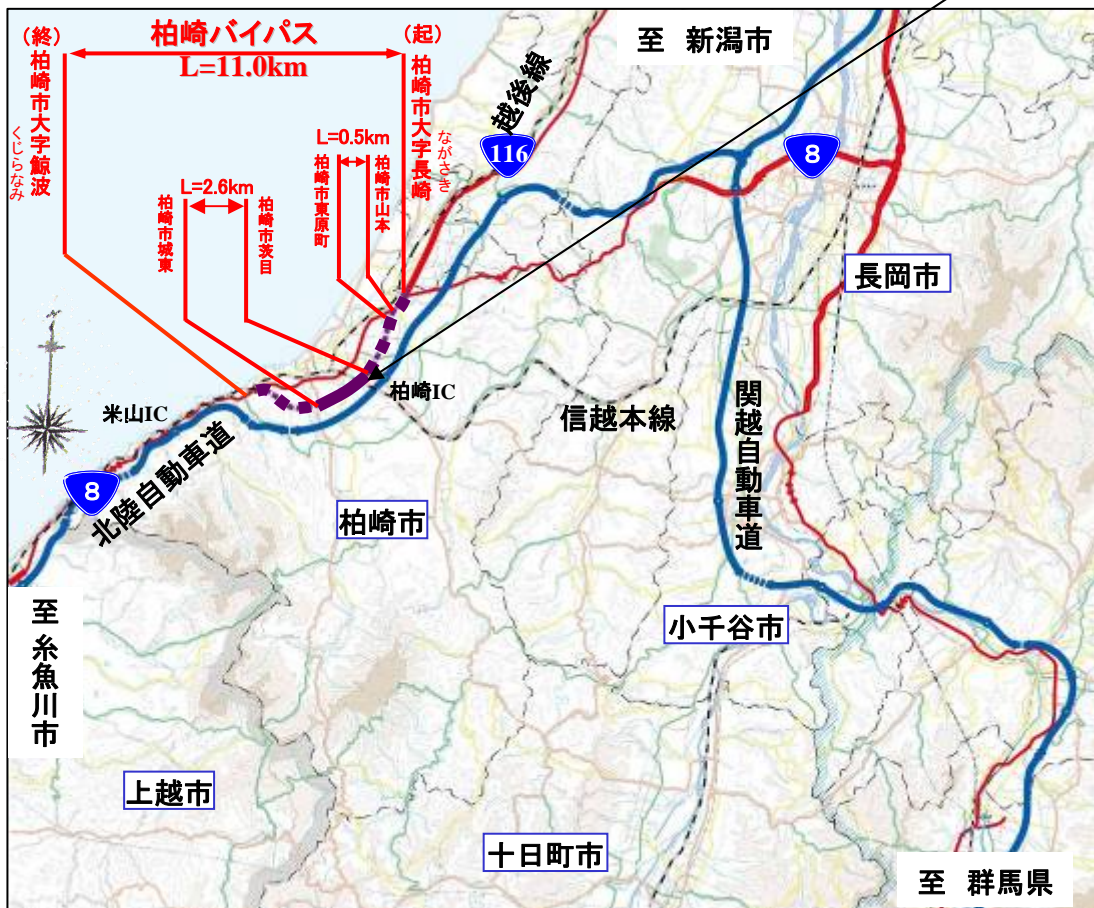 柏崎バイパス
L=11.0km
(終)柏崎市大字鯨波
くじらなみ
(起)柏崎市大字長崎
ながさき
L=0.5km
柏崎市東原町
柏崎市山本
L=2.6km
柏崎市城東
柏崎市茨目
至 新潟市
越後線
116
8
長岡市
柏崎IC
米山IC
信越本線
関越自動車道
北陸自動車道
8
柏崎市
至 糸魚川市
小千谷市
上越市
十日町市
至 群馬県